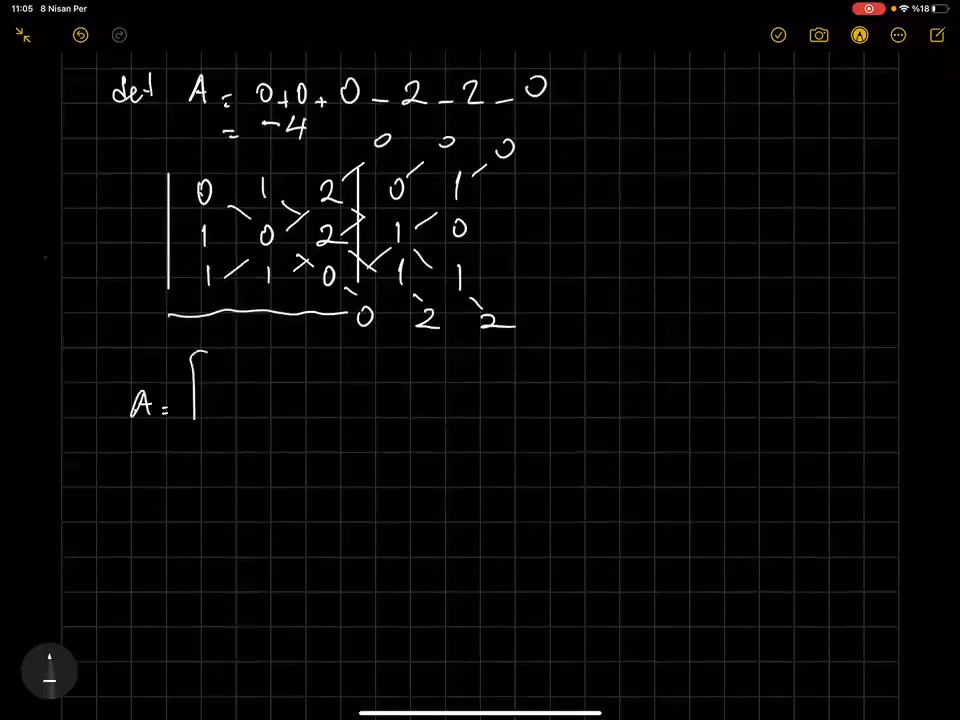 11:05 8 Nisan Per %18
det A = 0 + 0 + 0 - 2 - 2 - 0
= -4
0 0 0
0 1 2 0 1
1 0 2 1 0
1 1 0 1 1
0 2 2
A = [